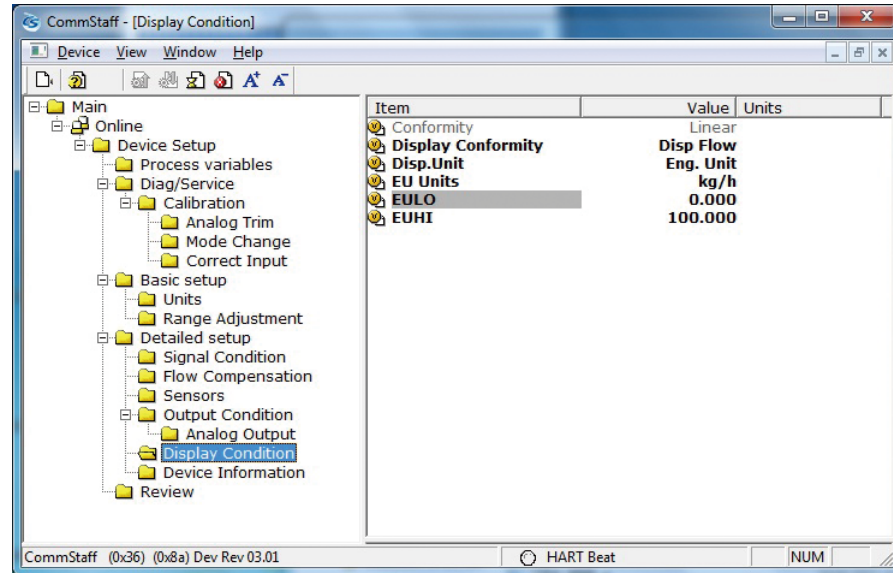 CommStaff - [Display Condition]
Device View Window Help
Main
Online
Device Setup
Process variables
Diag/Service
Calibration
Analog Trim
Mode Change
Correct Input
Basic setup
Units
Range Adjustment
Detailed setup
Signal Condition
Flow Compensation
Sensors
Output Condition
Analog Output
Display Condition
Device Information
Review
Item Value Units
Conformity Linear
Display Conformity Disp Flow
Disp.Unit Eng. Unit
EU Units kg/h
EULO 0.000
EUHI 100.000
CommStaff (0x36) (0x8a) Dev Rev 03.01 HART Beat NUM